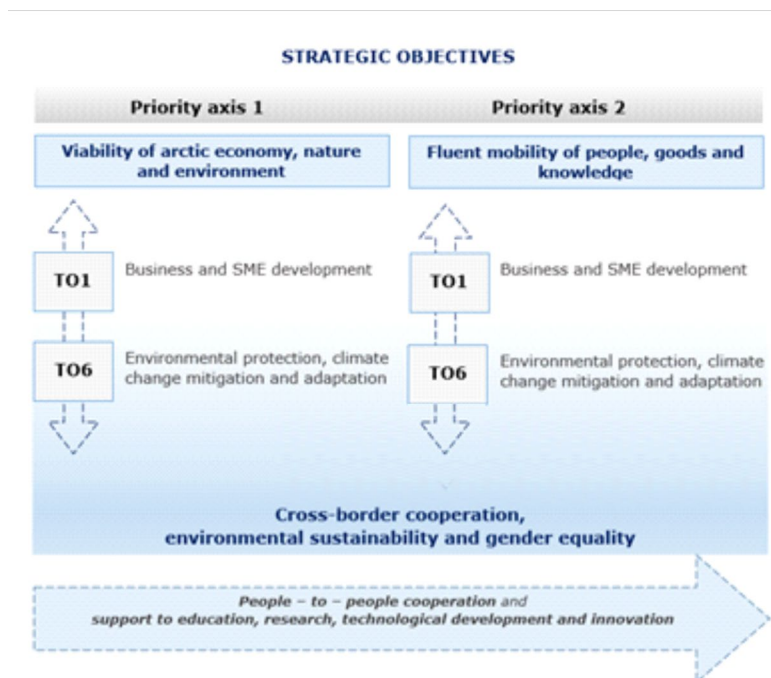 STRATEGIC OBJECTIVES
Priority axis 1
Priority axis 2
Viability of arctic economy, nature
and environment
Fluent mobility of people, goods and
knowledge
TO1
Business and SME development
TO1
Business and SME development
TO6
Environmental protection, climate
change mitigation and adaptation
TO6
Environmental protection, climate
change mitigation and adaptation
Cross-border cooperation,
environmental sustainability and gender equality
People – to – people cooperation and
support to education, research, technological development and innovation